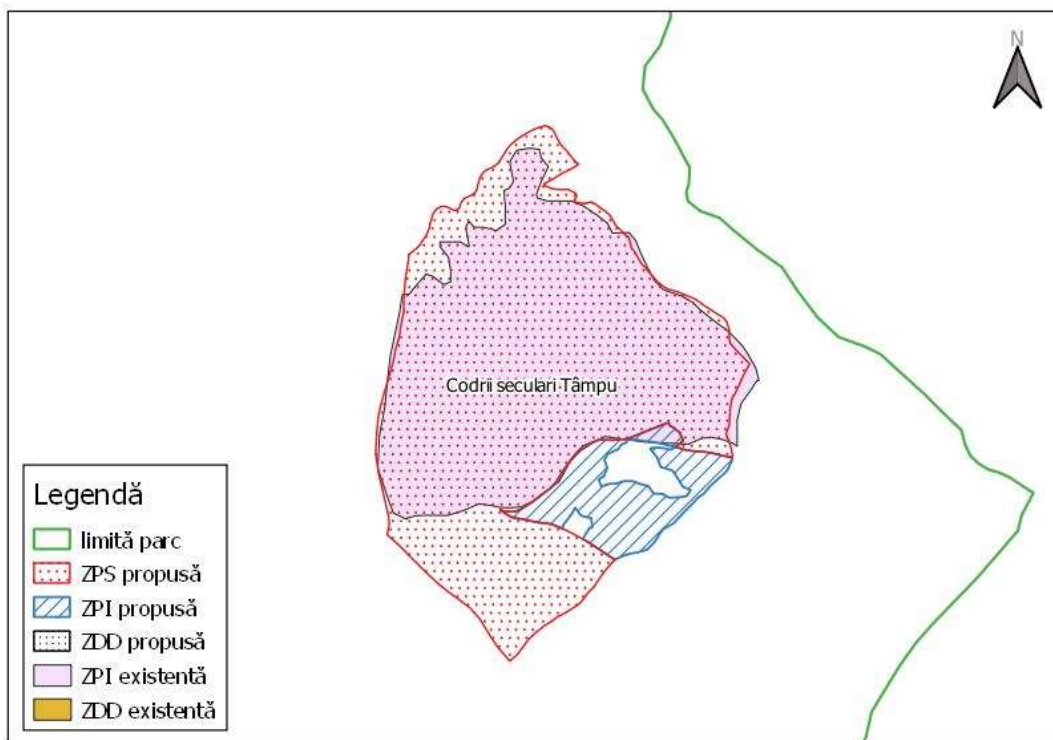 N
Codrii seculari Tâmpu
Legendă
limită parc
ZPS propusă
ZPI propusă
ZDD propusă
ZPI existentă
ZDD existentă